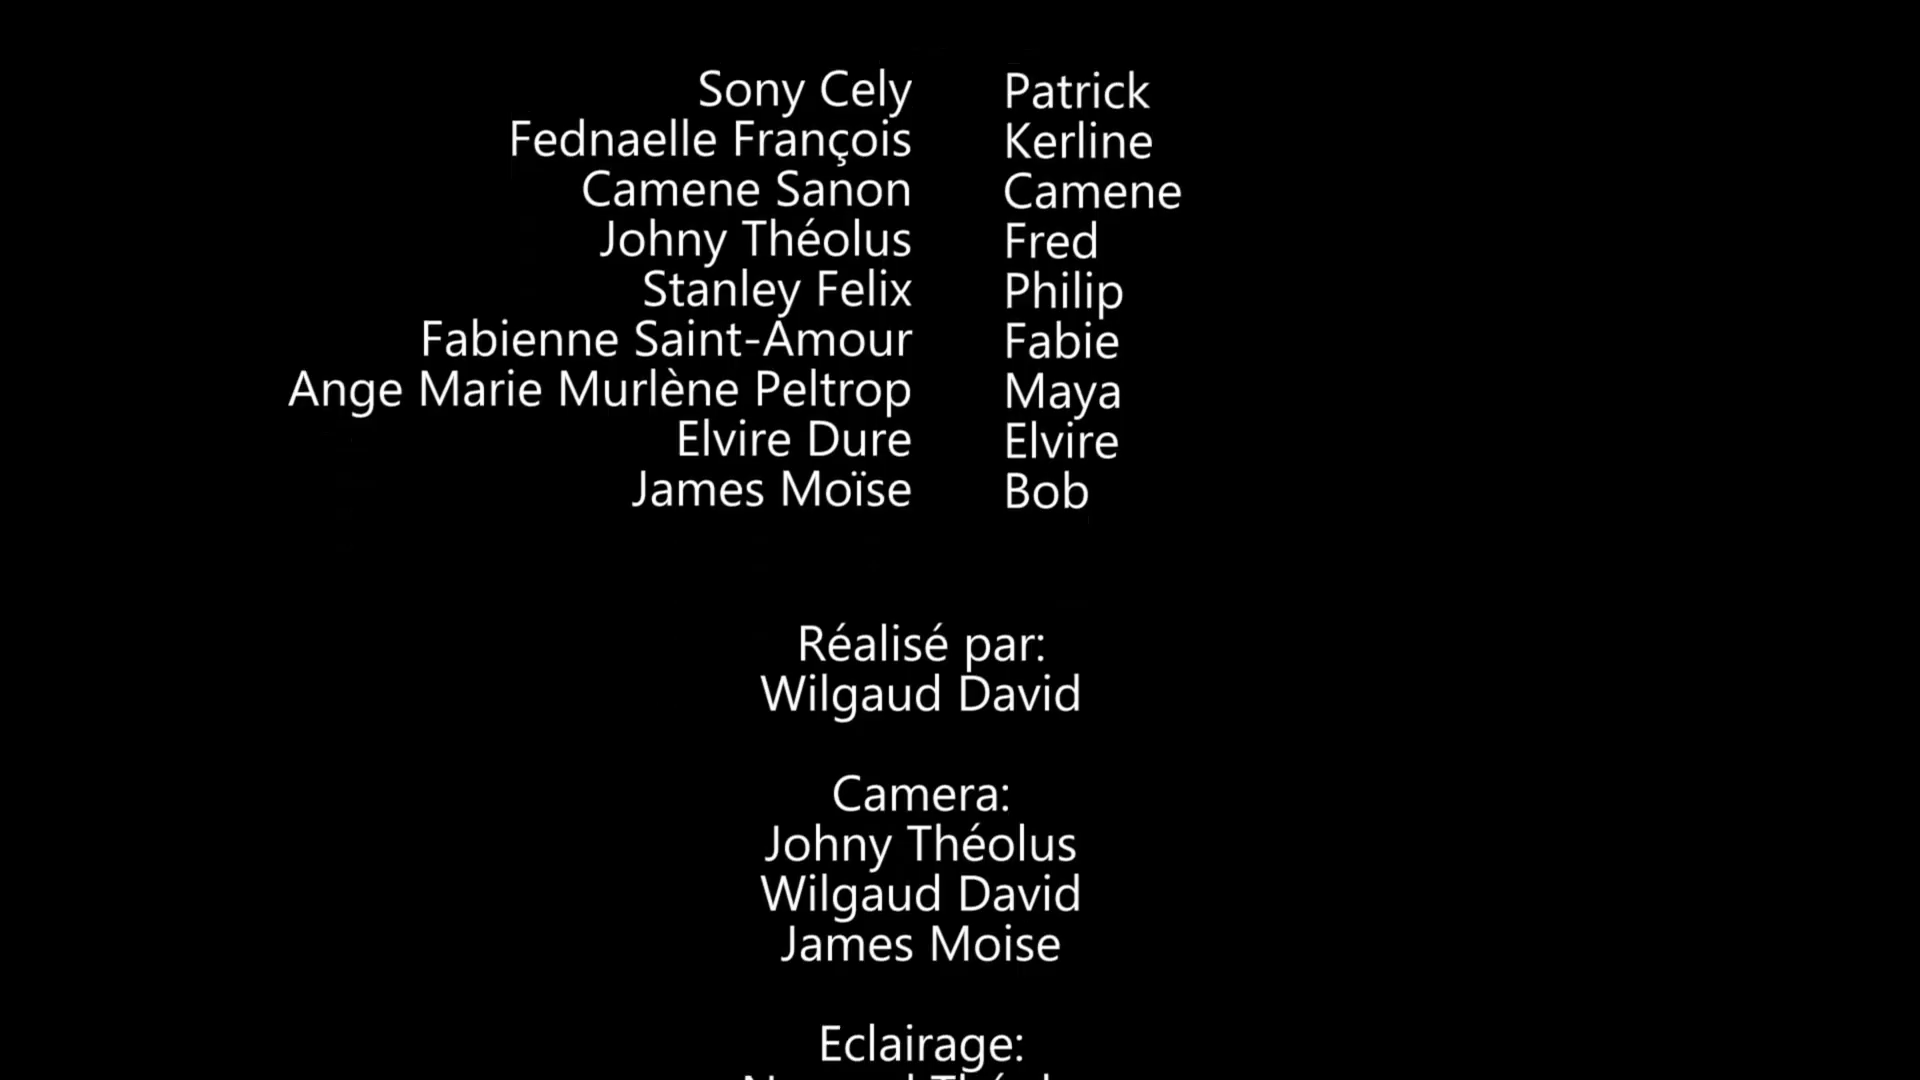 Sony Cely Patrick
Fednaelle François Kerline
Camene Sanon Camene
Johny Théolus Fred
Stanley Felix Philip
Fabienne Saint-Amour Fabie
Ange Marie Murlène Peltrop Maya
Elvire Dure Elvire
James Moïse Bob
Réalisé par:
Wilgaud David
Camera:
Johny Théolus
Wilgaud David
James Moise
Eclairage: